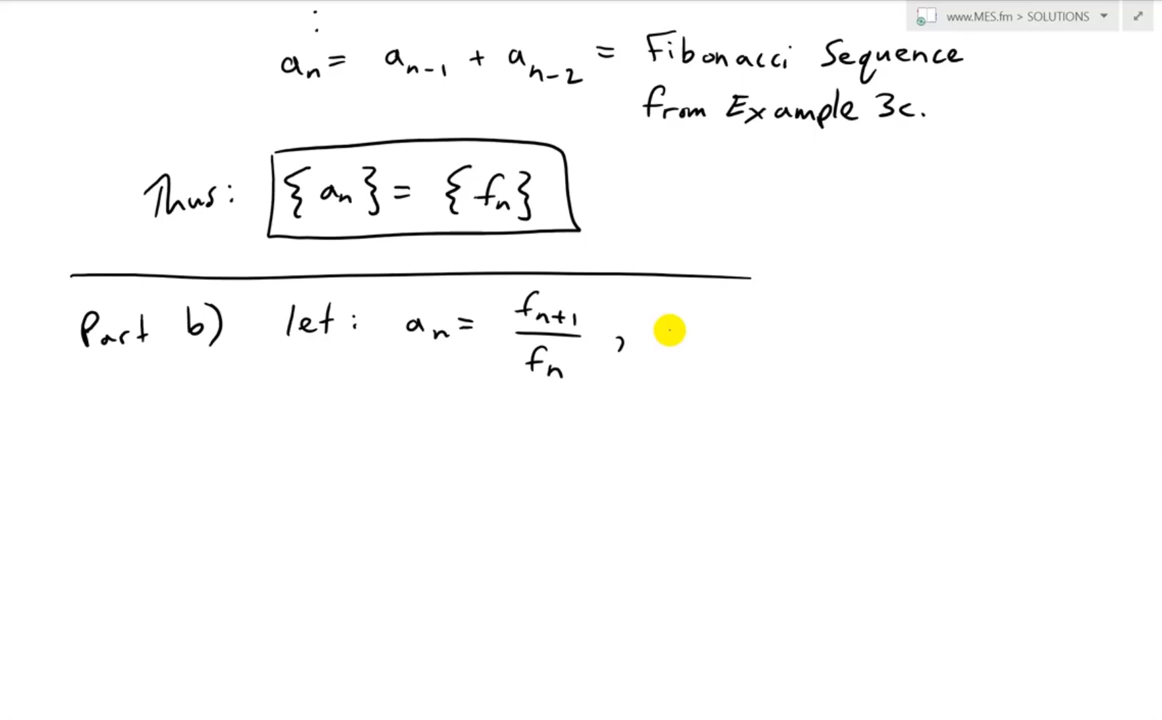 www.MES.fm > SOLUTIONS
⋮
aₙ = aₙ₋₁ + aₙ₋₂ = Fibonacci Sequence
from Example 3c.
Thus: {aₙ} = {fₙ}
Part b) let: aₙ = fₙ₊₁ / fₙ ,